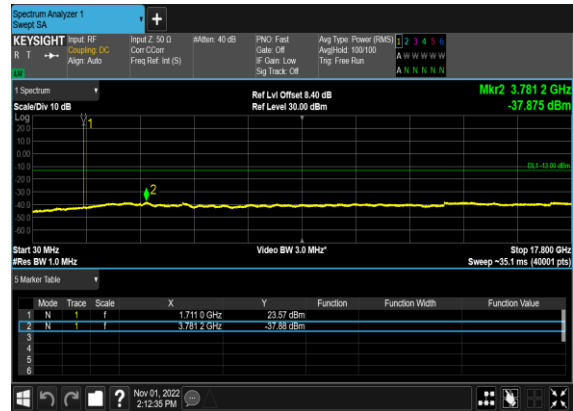 Spectrum Analyzer 1
Swept SA
+
KEYSIGHT Input: RF Input Z: 50 Ω #Atten: 40 dB PNO: Fast Avg Type: Power (RMS) 1 2 3 4 5 6
R T Coupling: DC Corr CCorr Gate: Off Avg|Hold: 100/100 A W W W W W
Align: Auto Freq Ref: Int (S) IF Gain: Low Trig: Free Run
Sig Track: Off A N N N N N
1 Spectrum Ref Lvl Offset 8.40 dB Mkr2 3.781 2 GHz
Scale/Div 10 dB Ref Level 30.00 dBm -37.875 dBm
Log
1
20.0
10.0
0.00
-10.0
DL1 -13.00 dBm
-20.0
-30.0
2
-40.0
-50.0
-60.0
Start 30 MHz Video BW 3.0 MHz* Stop 17.800 GHz
#Res BW 1.0 MHz Sweep ~35.1 ms (40001 pts)
5 Marker Table
Mode Trace Scale X Y Function Function Width Function Value
1 N 1 f 1.711 0 GHz 23.57 dBm
2 N 1 f 3.781 2 GHz -37.88 dBm
3
4
5
6
? Nov 01, 2022
2:12:35 PM